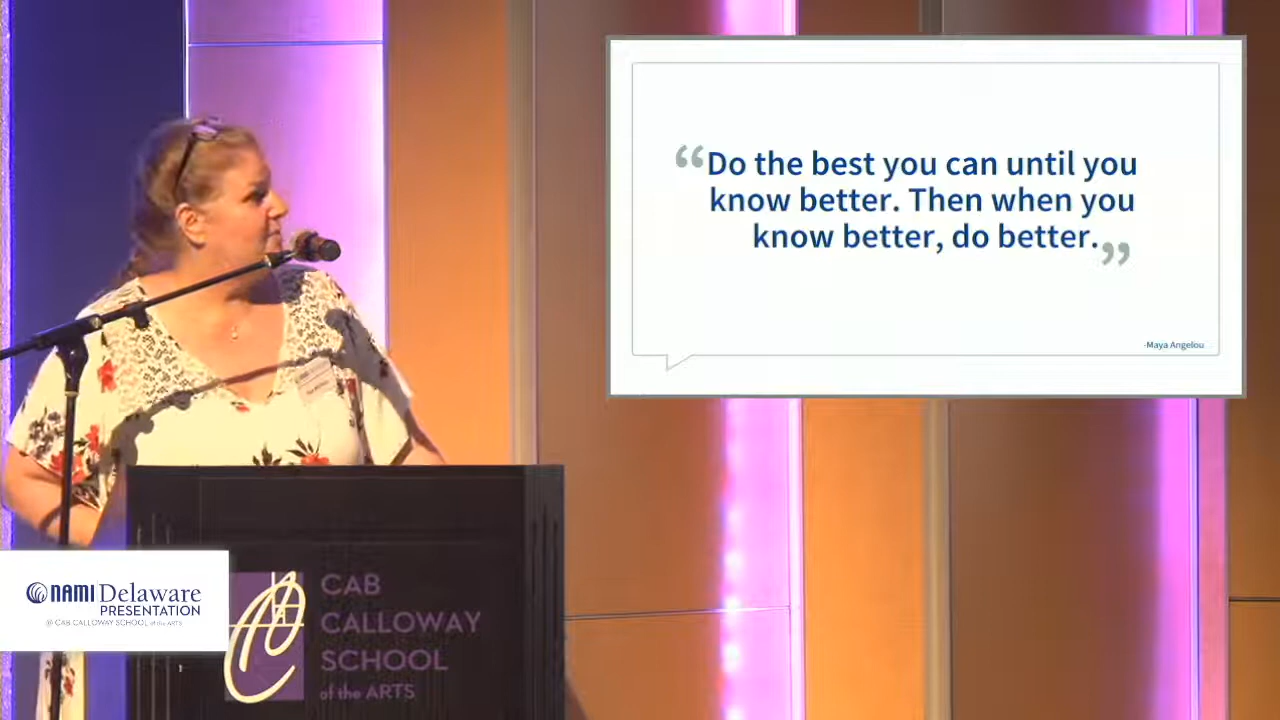 “Do the best you can until you
know better. Then when you
know better, do better.”
-Maya Angelou
NAMI Delaware
PRESENTATION
@ CAB CALLOWAY SCHOOL of the ARTS
CAB
CALLOWAY
SCHOOL
of the ARTS